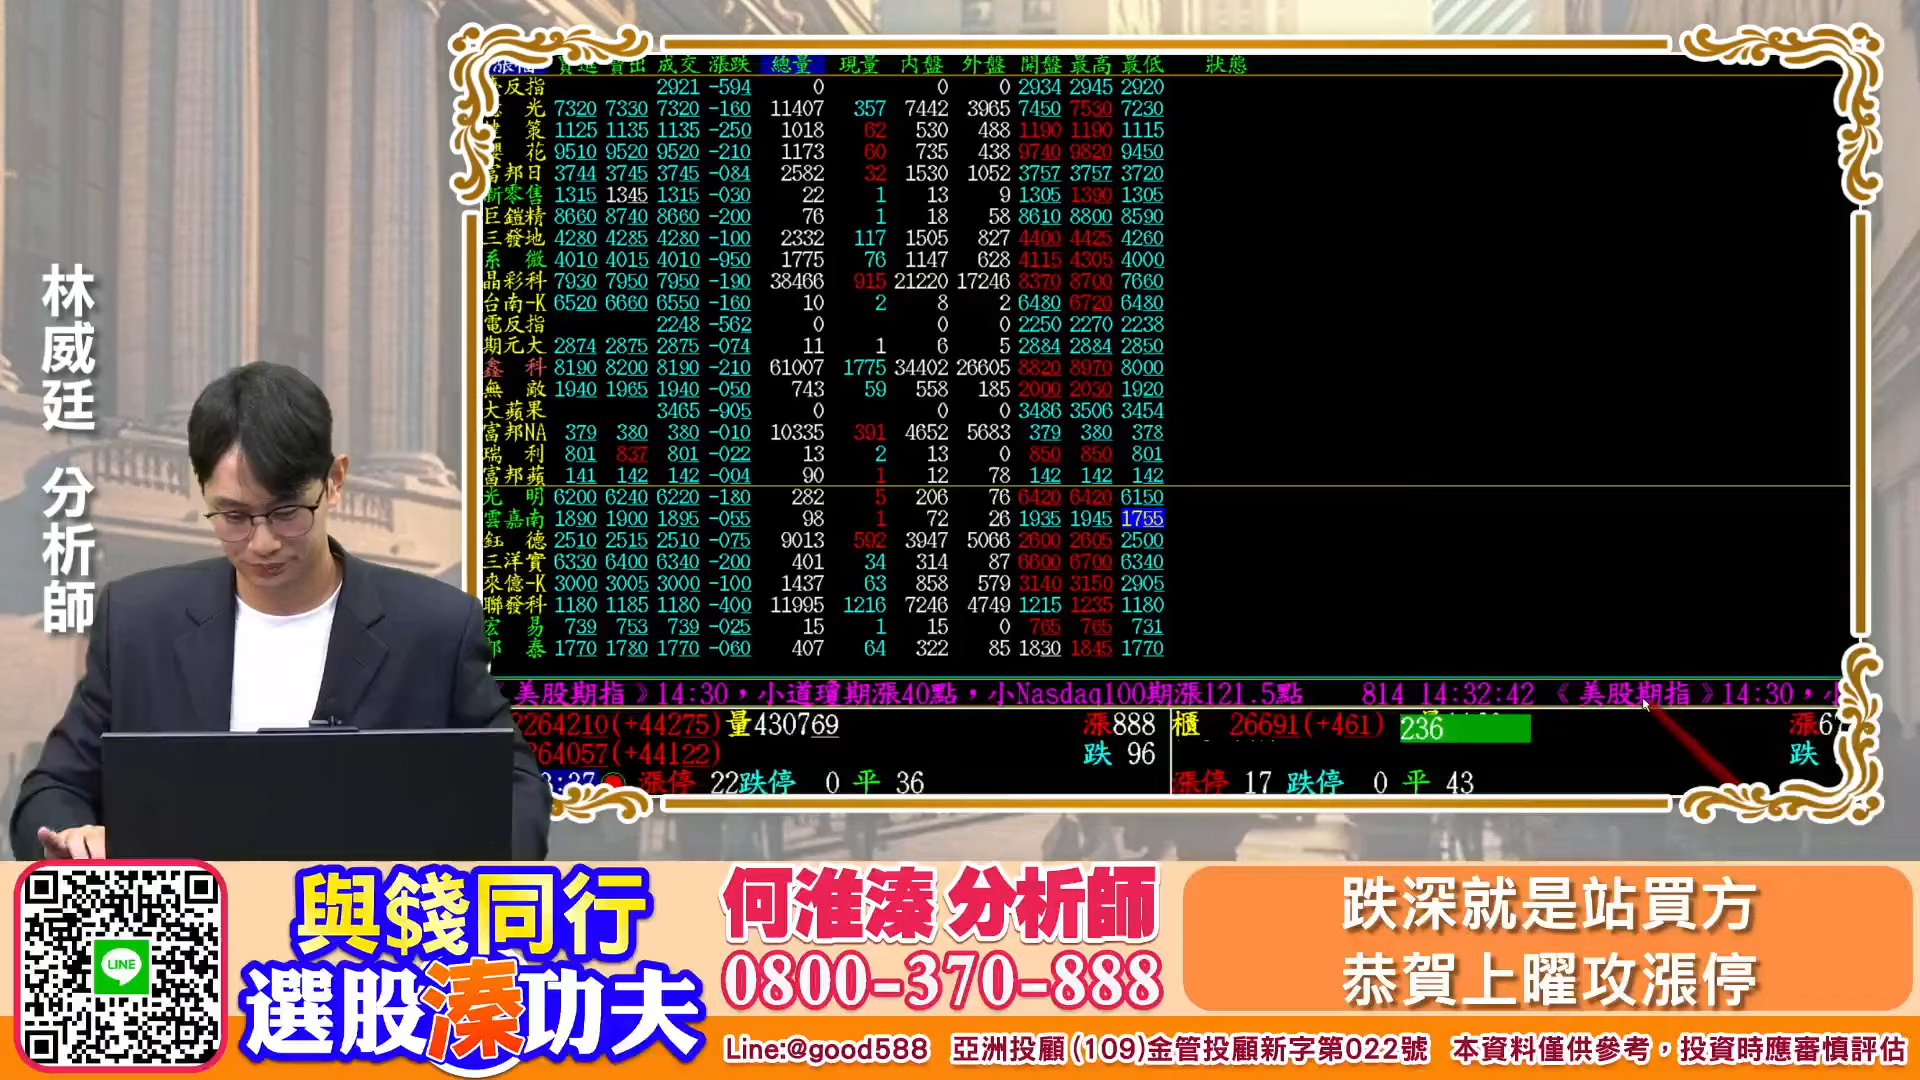 買進 賣出 成交 漲跌 總量 現量 內盤 外盤 開盤 最高 最低 狀態
反指 2921 -594 0 0 0 2934 2945 2920
光 7320 7330 7320 -160 11407 357 7442 3965 7450 7530 7230
策 1125 1135 1135 -250 1018 62 530 488 1190 1190 1115
櫻花 9510 9520 9520 -210 1173 60 735 438 9740 9820 9450
富邦日 3744 3745 3745 -084 2582 32 1530 1052 3757 3757 3720
新零售 1315 1345 1315 -030 22 1 13 9 1305 1390 1305
巨鎧精 8660 8740 8660 -200 76 1 18 58 8610 8800 8590
三發地 4280 4285 4280 -100 2332 117 1505 827 4400 4425 4260
系微 4010 4015 4010 -950 1775 76 1147 628 4115 4305 4000
晶彩科 7930 7950 7950 -190 38466 915 21220 17246 8370 8700 7660
台南-K 6520 6660 6550 -160 10 2 8 2 6480 6720 6480
電反指 2248 -562 0 0 0 2250 2270 2238
期元大 2874 2875 2875 -074 11 1 6 5 2884 2884 2850
鑫科 8190 8200 8190 -210 61007 1775 34402 26605 8820 8970 8000
無敵 1940 1965 1940 -050 743 59 558 185 2000 2030 1920
大蘋果 3465 -905 0 0 0 3486 3506 3454
富邦NA 379 380 380 -010 10335 391 4652 5683 379 380 378
瑞利 801 837 801 -022 13 2 13 0 850 850 801
富邦蘋 141 142 142 -004 90 1 12 78 142 142 142
光明 6200 6240 6220 -180 282 5 206 76 6420 6420 6150
雲嘉南 1890 1900 1895 -055 98 1 72 26 1935 1945 1755
鈺德 2510 2515 2510 -075 9013 592 3947 5066 2600 2605 2500
三洋實 6330 6400 6340 -200 401 34 314 87 6600 6700 6340
來億-K 3000 3005 3000 -100 1437 63 858 579 3140 3150 2905
聯發科 1180 1185 1180 -400 11995 1216 7246 4749 1215 1235 1180
宏易 739 753 739 -025 15 1 15 0 765 765 731
邦泰 1770 1780 1770 -060 407 64 322 85 1830 1845 1770
《美股期指》14:30，小道瓊期漲40點，小Nasdaq100期漲121.5點 814 14:32:42 《美股期指》14:30，
2264210(+44275) 量430769 漲888 櫃 26691(+461) 236 漲67
264057(+44122) 跌 96 跌
漲停 22 跌停 0 平 36 漲停 17 跌停 0 平 43
林威廷 分析師
LINE
與錢同行
選股溱功夫
何淮溱 分析師
0800-370-888
跌深就是站買方
恭賀上曜攻漲停
Line:@good588 亞洲投顧 (109)金管投顧新字第022號 本資料僅供參考，投資時應審慎評估